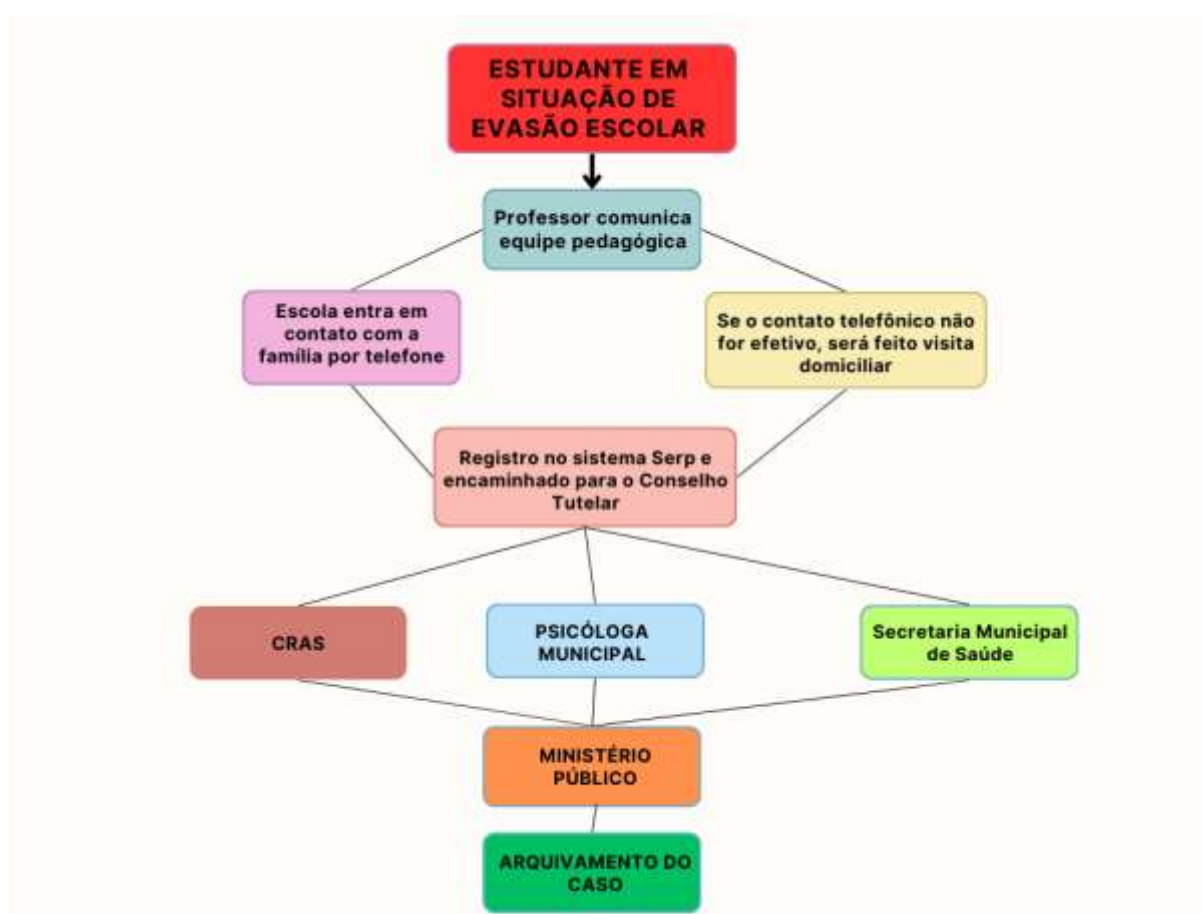 ESTUDANTE EM
SITUAÇÃO DE
EVASÃO ESCOLAR
Professor comunica
equipe pedagógica
Escola entra em
contato com a
família por telefone
Se o contato telefônico não
for efetivo, será feito visita
domiciliar
Registro no sistema Serp e
encaminhado para o Conselho
Tutelar
CRAS
PSICÓLOGA
MUNICIPAL
Secretaria Municipal
de Saúde
MINISTÉRIO
PÚBLICO
ARQUIVAMENTO DO
CASO